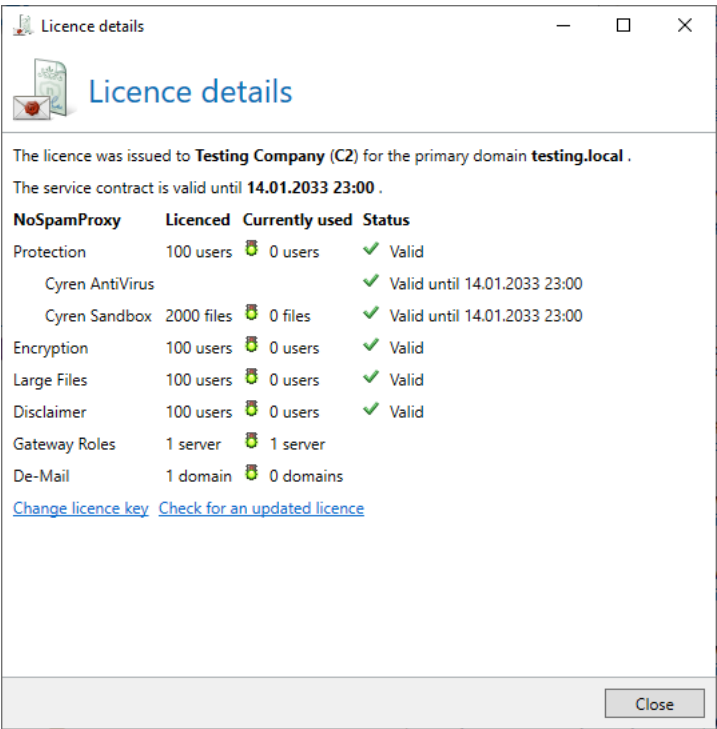 Licence details
Licence details
The licence was issued to Testing Company (C2) for the primary domain testing.local .
The service contract is valid until 14.01.2033 23:00 .
NoSpamProxy Licenced Currently used Status
Protection 100 users 0 users Valid
Cyren AntiVirus Valid until 14.01.2033 23:00
Cyren Sandbox 2000 files 0 files Valid until 14.01.2033 23:00
Encryption 100 users 0 users Valid
Large Files 100 users 0 users Valid
Disclaimer 100 users 0 users Valid
Gateway Roles 1 server 1 server
De-Mail 1 domain 0 domains
Change licence key Check for an updated licence
Close